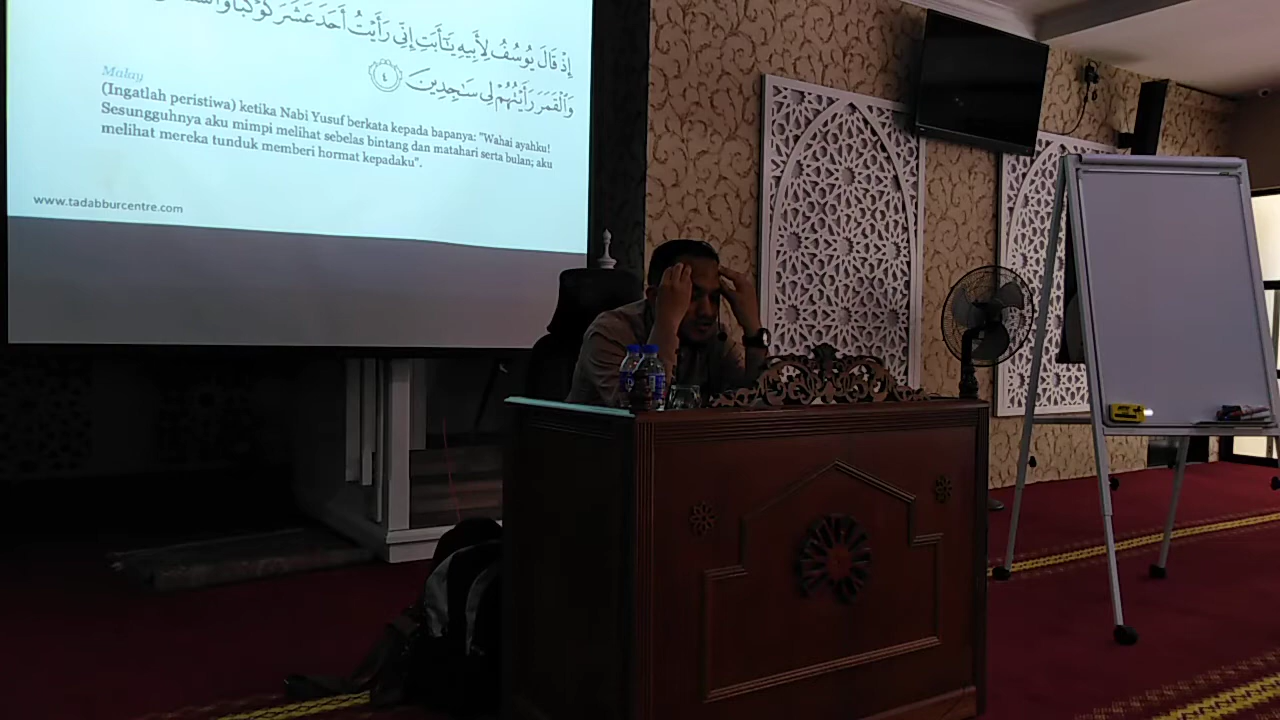 إِذْ قَالَ يُوسُفُ لِأَبِيهِ يَٰٓأَبَتِ إِنِّى رَأَيْتُ أَحَدَ عَشَرَ كَوْكَبًا
وَٱلْقَمَرَ رَأَيْتُهُمْ لِى سَٰجِدِينَ ٤
Malay
(Ingatlah peristiwa) ketika Nabi Yusuf berkata kepada bapanya: "Wahai ayahku!
Sesungguhnya aku mimpi melihat sebelas bintang dan matahari serta bulan; aku
melihat mereka tunduk memberi hormat kepadaku".
www.tadabburcentre.com